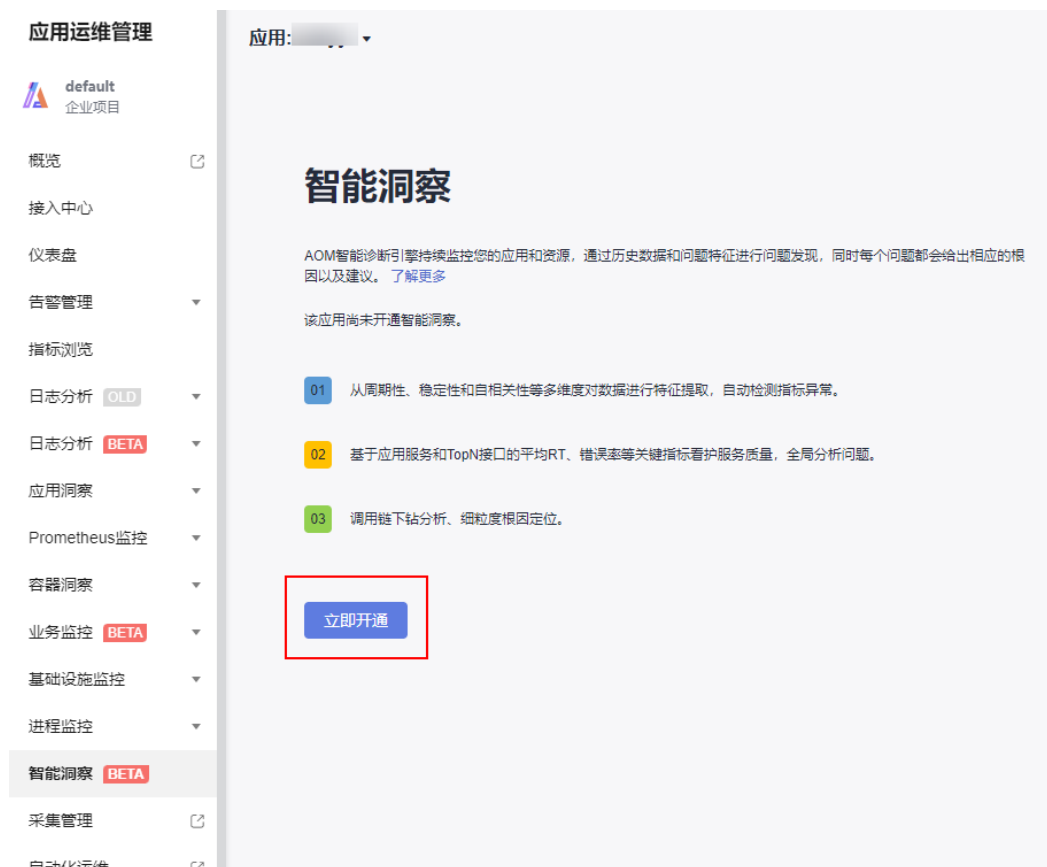 应用运维管理
default
企业项目
概览
接入中心
仪表盘
告警管理
指标浏览
日志分析 OLD
日志分析 BETA
应用洞察
Prometheus监控
容器洞察
业务监控 BETA
基础设施监控
进程监控
智能洞察 BETA
采集管理
自动化运维
应用:
智能洞察
AOM智能诊断引擎持续监控您的应用和资源，通过历史数据和问题特征进行问题发现，同时每个问题都会给出相应的根
因以及建议。 了解更多
该应用尚未开通智能洞察。
01 从周期性、稳定性和自相关性等多维度对数据进行特征提取，自动检测指标异常。
02 基于应用服务和TopN接口的平均RT、错误率等关键指标看护服务质量，全局分析问题。
03 调用链下钻分析、细粒度根因定位。
立即开通